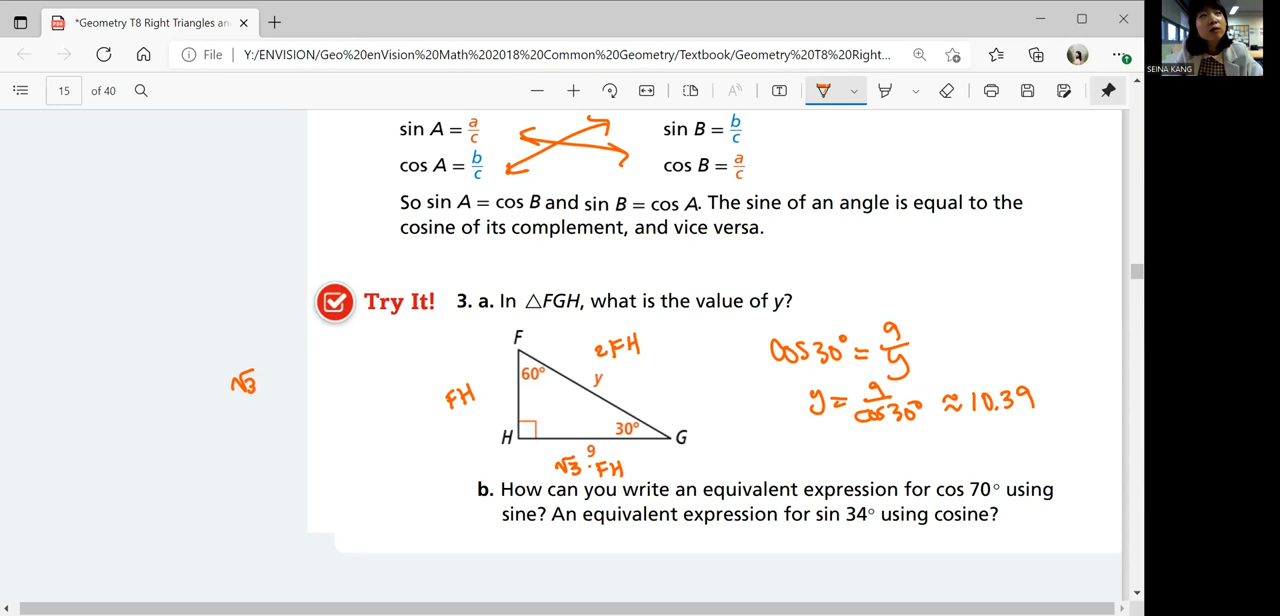 *Geometry T8 Right Triangles an
SEINA KANG
File Y:/ENVISION/Geo%20enVision%20Math%202018%20Common%20Geometry/Textbook/Geometry%20T8%20Right...
15 of 40
sin A = a/c sin B = b/c
cos A = b/c cos B = a/c
So sin A = cos B and sin B = cos A. The sine of an angle is equal to the
cosine of its complement, and vice versa.
Try It! 3. a. In △FGH, what is the value of y?
F
2FH
cos 30° = 9/y
60°
y
√3
FH
y = 9/cos30° ≈ 10.39
H
30°
G
9
√3 · FH
b. How can you write an equivalent expression for cos 70° using
sine? An equivalent expression for sin 34° using cosine?